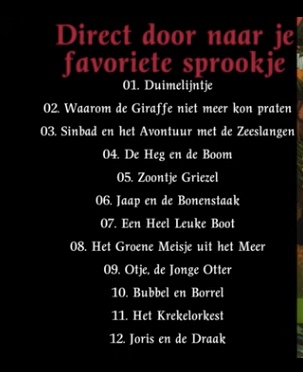 Direct door naar je
favoriete sprookje
01. Duimelijntje
02. Waarom de Giraffe niet meer kon praten
03. Sinbad en het Avontuur met de Zeeslangen
04. De Heg en de Boom
05. Zoontje Griezel
06. Jaap en de Bonenstaak
07. Een Heel Leuke Boot
08. Het Groene Meisje uit het Meer
09. Otje, de Jonge Otter
10. Bubbel en Borrel
11. Het Krekelorkest
12. Joris en de Draak